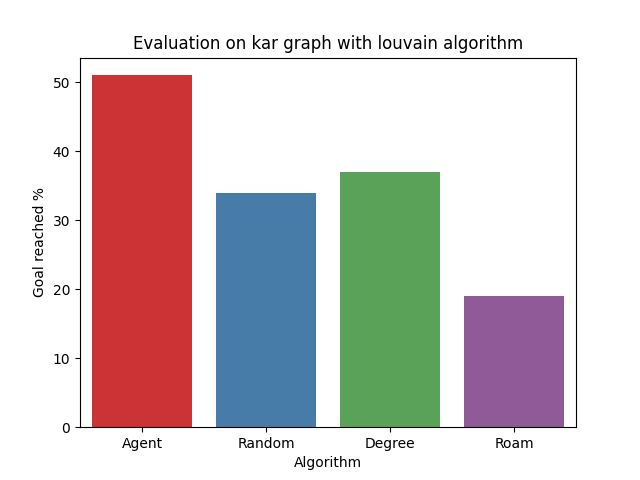 Evaluation on kar graph with louvain algorithm
50
40
30
20
10
0
Goal reached %
Agent Random Degree Roam
Algorithm